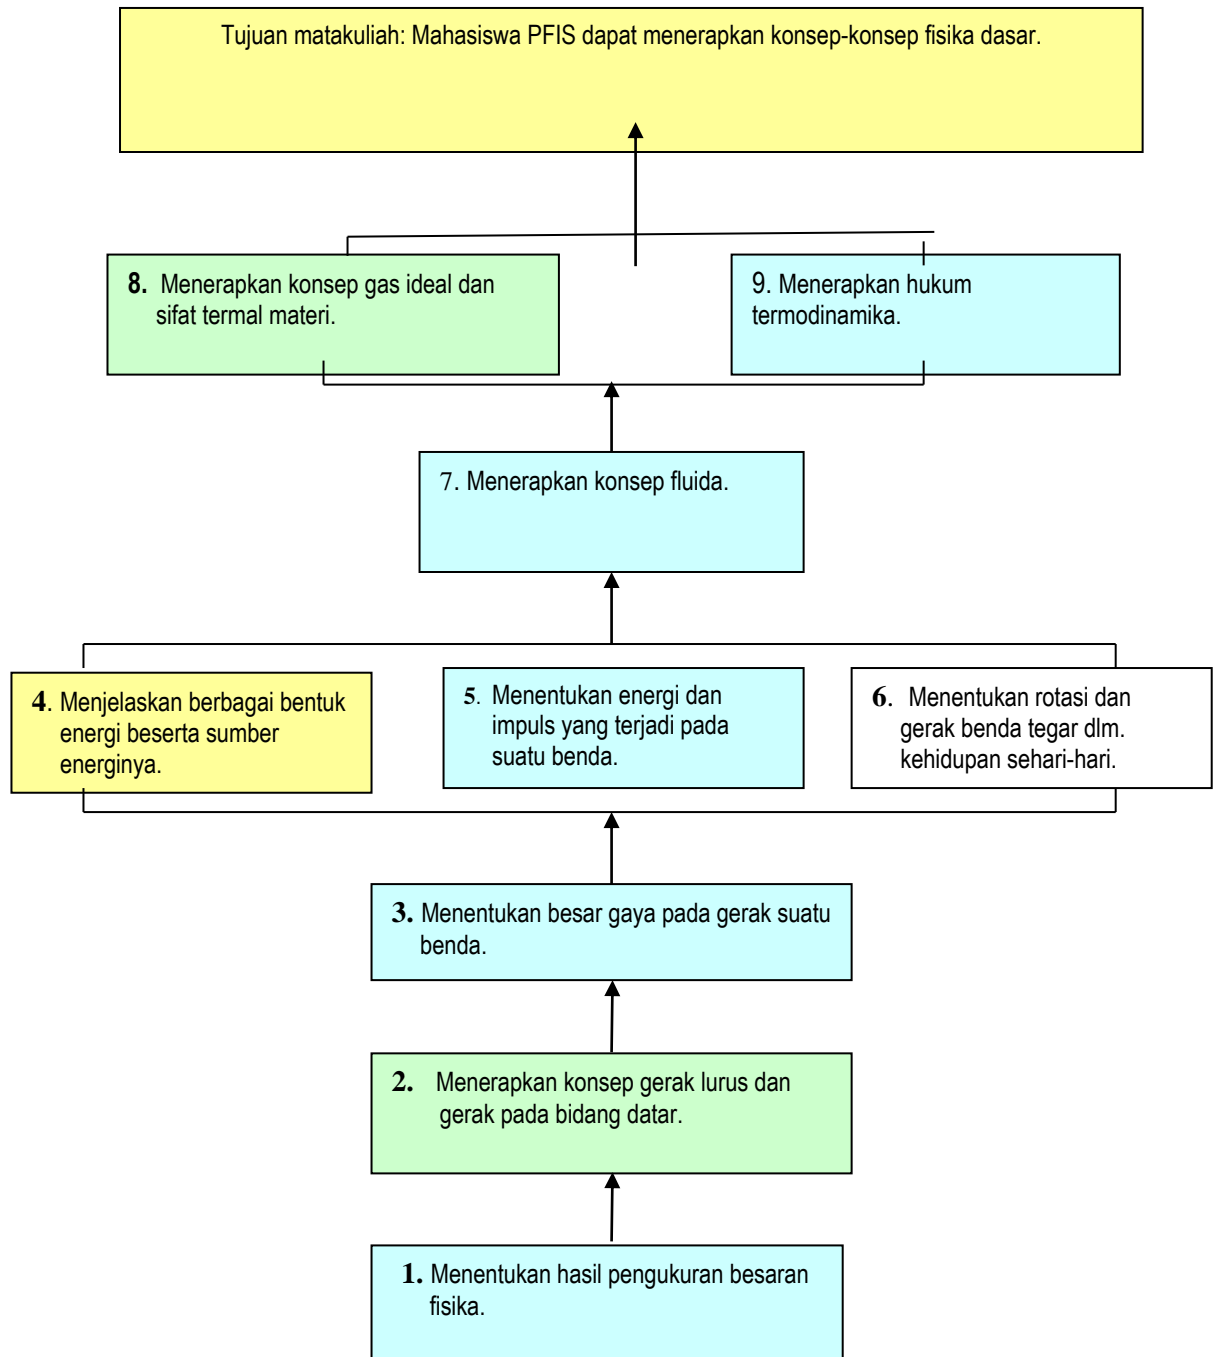 Tujuan matakuliah: Mahasiswa PFIS dapat menerapkan konsep-konsep fisika dasar.
8. Menerapkan konsep gas ideal dan
sifat termal materi.
9. Menerapkan hukum
termodinamika.
7. Menerapkan konsep fluida.
4. Menjelaskan berbagai bentuk
energi beserta sumber
energinya.
5. Menentukan energi dan
impuls yang terjadi pada
suatu benda.
6. Menentukan rotasi dan
gerak benda tegar dlm.
kehidupan sehari-hari.
3. Menentukan besar gaya pada gerak suatu
benda.
2. Menerapkan konsep gerak lurus dan
gerak pada bidang datar.
1. Menentukan hasil pengukuran besaran
fisika.